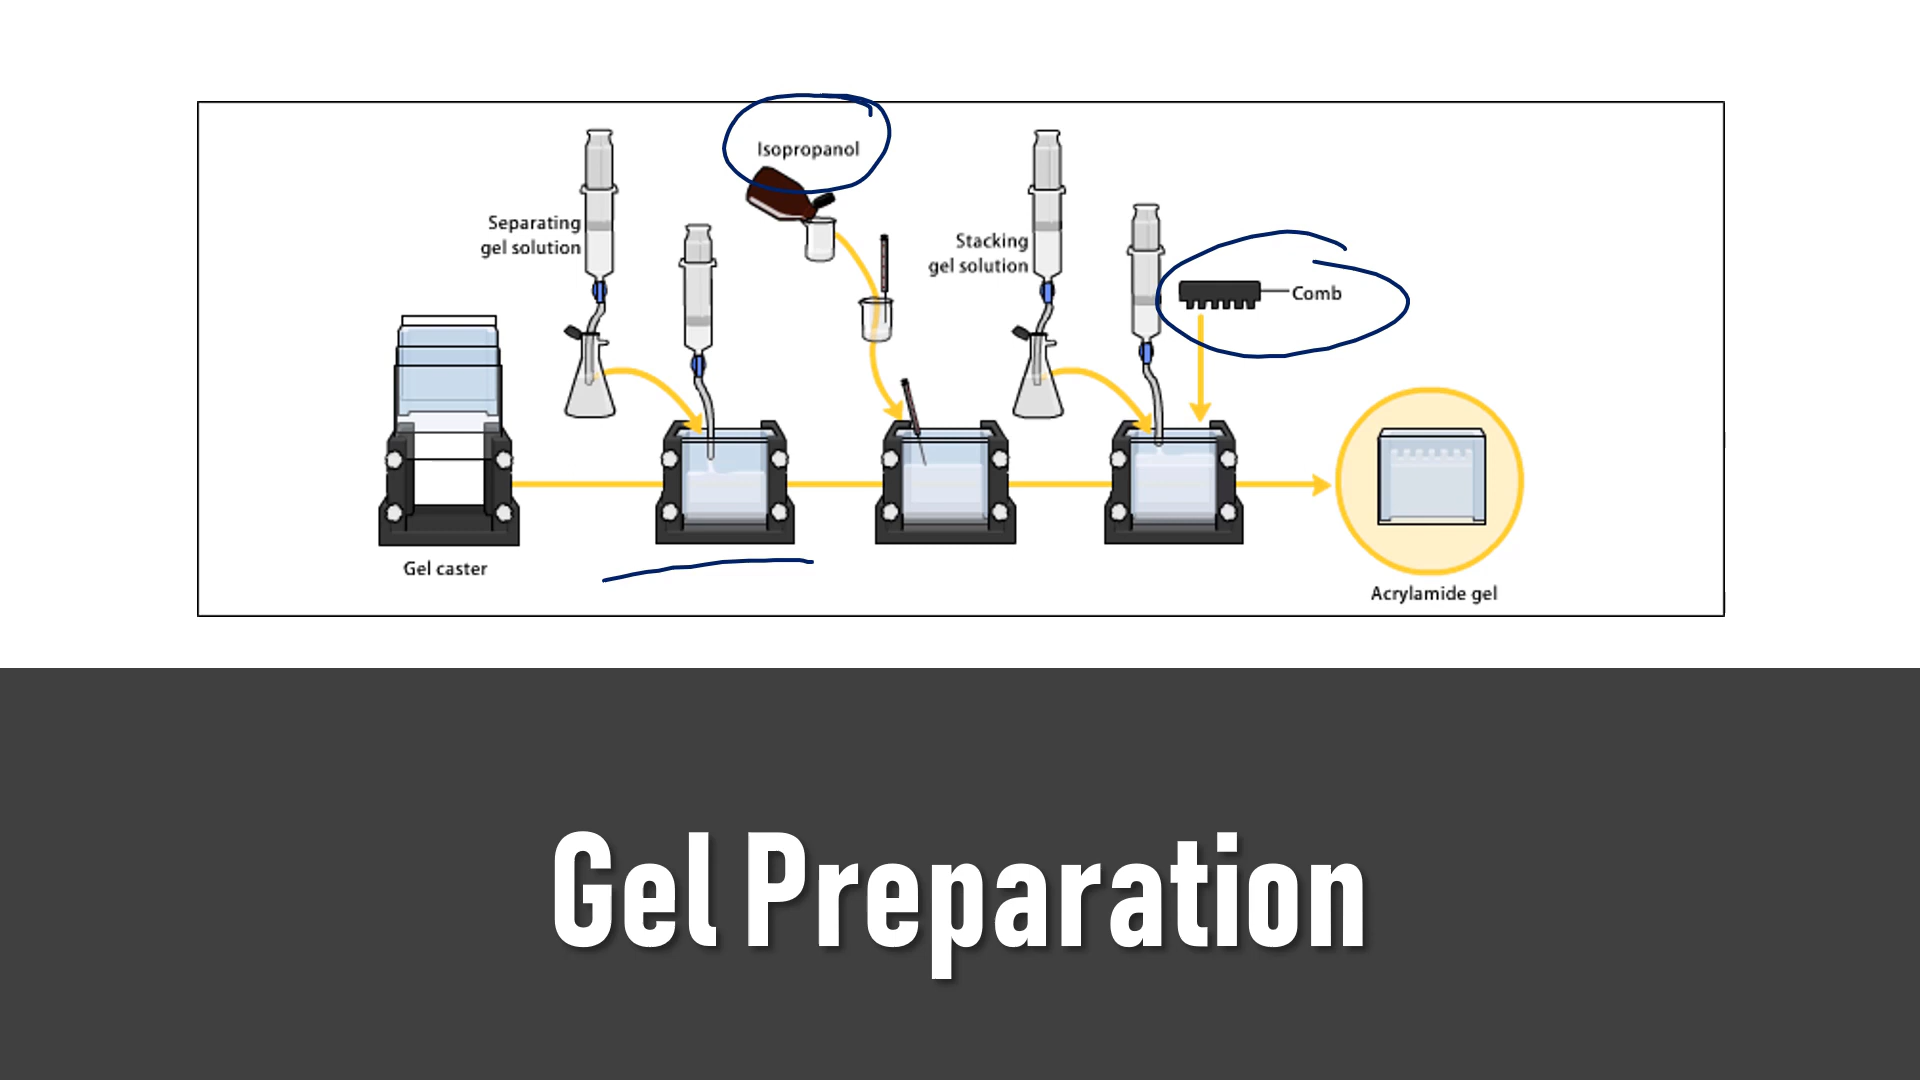 Isopropanol
Separating
gel solution
Stacking
gel solution
Comb
Gel caster
Acrylamide gel
Gel Preparation